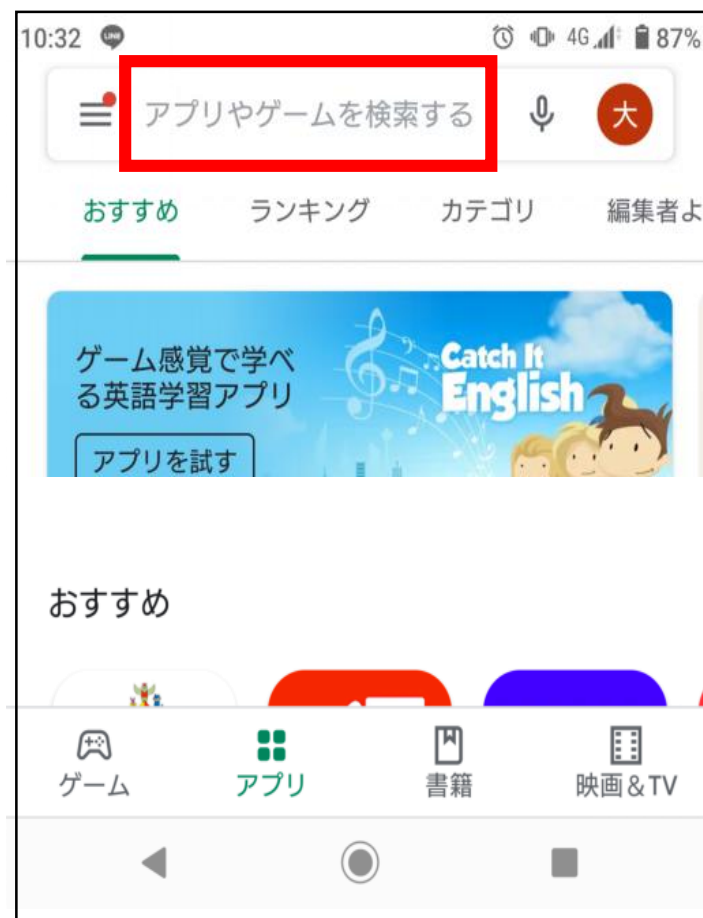 10:32 LINE 4G 87%
アプリやゲームを検索する 大
おすすめ ランキング カテゴリ 編集者よ
ゲーム感覚で学べ
る英語学習アプリ
Catch It
English
アプリを試す
おすすめ
ゲーム アプリ 書籍 映画&TV